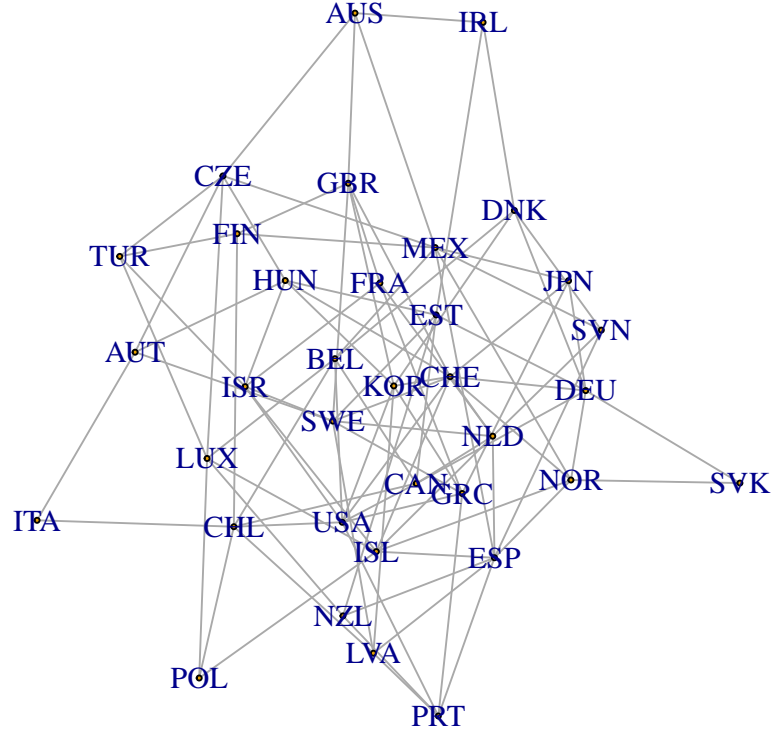 AUS
IRL
CZE
GBR
DNK
FIN
MEX
TUR
HUN
FRA
JPN
EST
SVN
AUT
BEL
ISR
KOR
CHE
DEU
SWE
NLD
LUX
CAN
GRC
NOR
SVK
ITA
CHL
USA
ISL
ESP
NZL
LVA
POL
PRT